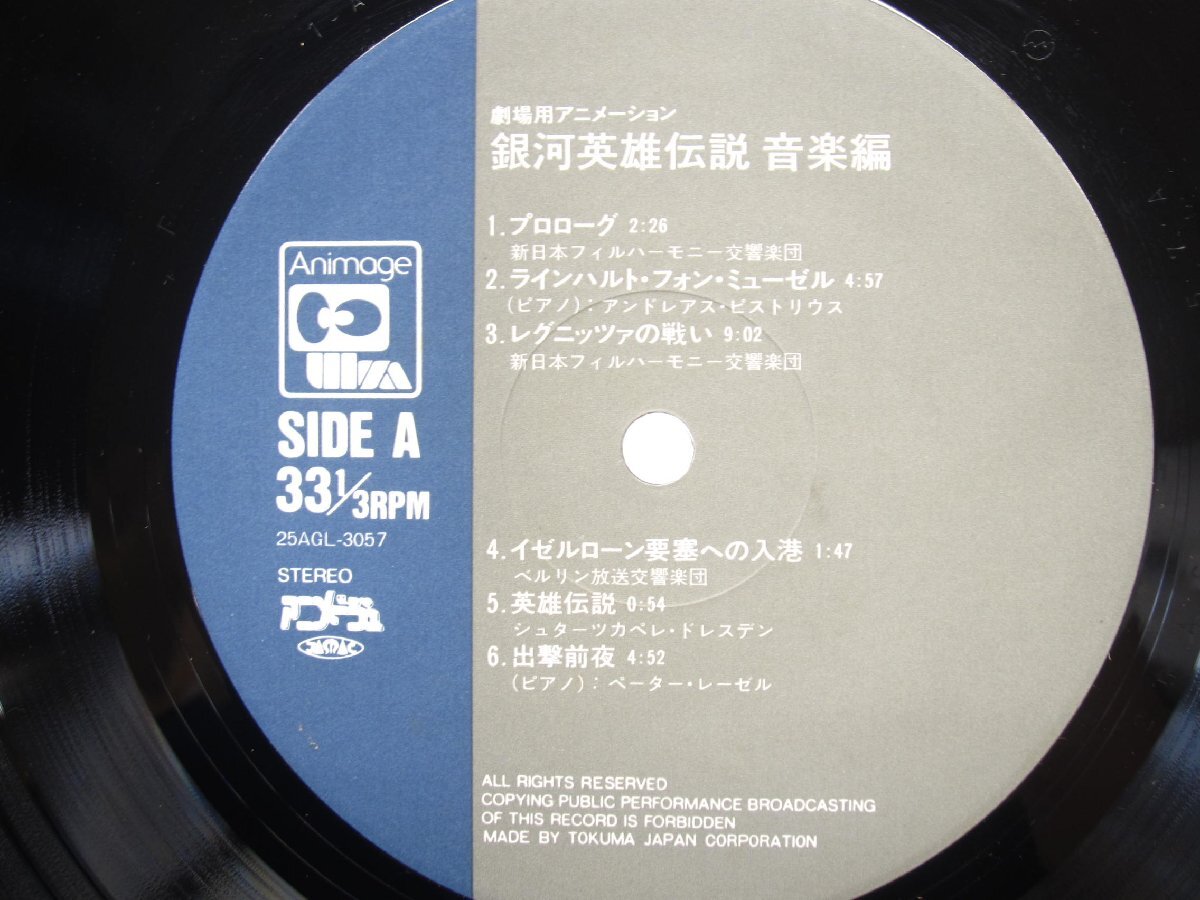 劇場用アニメーション
銀河英雄伝説 音楽編
1.プロローグ 2:26
新日本フィルハーモニー交響楽団
2.ラインハルト・フォン・ミューゼル 4:57
(ピアノ):アンドレアス・ピストリウス
3.レグニッツァの戦い 9:02
新日本フィルハーモニー交響楽団
4.イゼルローン要塞への入港 1:47
ベルリン放送交響楽団
5.英雄伝説 0:54
シュターツカペレ・ドレスデン
6.出撃前夜 4:52
(ピアノ):ペーター・レーゼル
Animage
SIDE A
33 1/3RPM
25AGL-3057
STEREO
アニメージュ
ALL RIGHTS RESERVED
COPYING PUBLIC PERFORMANCE BROADCASTING
OF THIS RECORD IS FORBIDDEN
MADE BY TOKUMA JAPAN CORPORATION